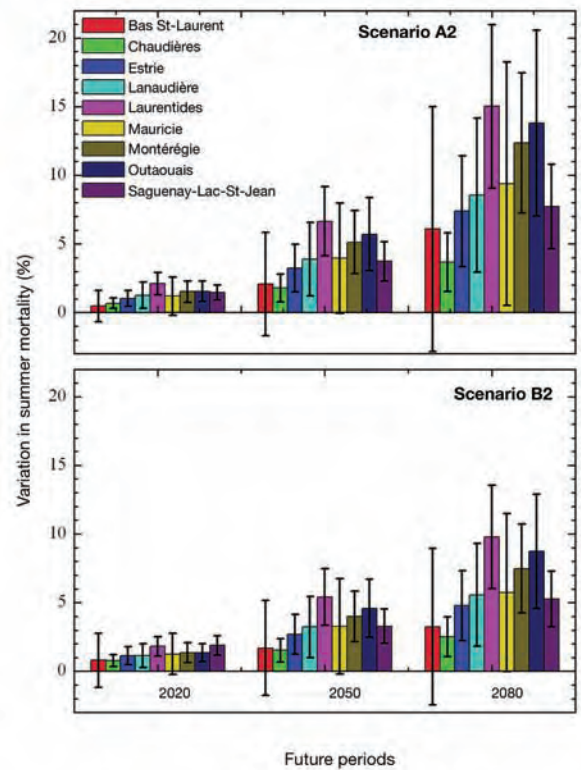 Variation in summer mortality (%)
20
15
10
5
0
Bas St-Laurent
Chaudières
Estrie
Lanaudière
Laurentides
Mauricie
Montérégie
Outaouais
Saguenay-Lac-St-Jean
Scenario A2
20
15
10
5
0
Scenario B2
2020
2050
2080
Future periods